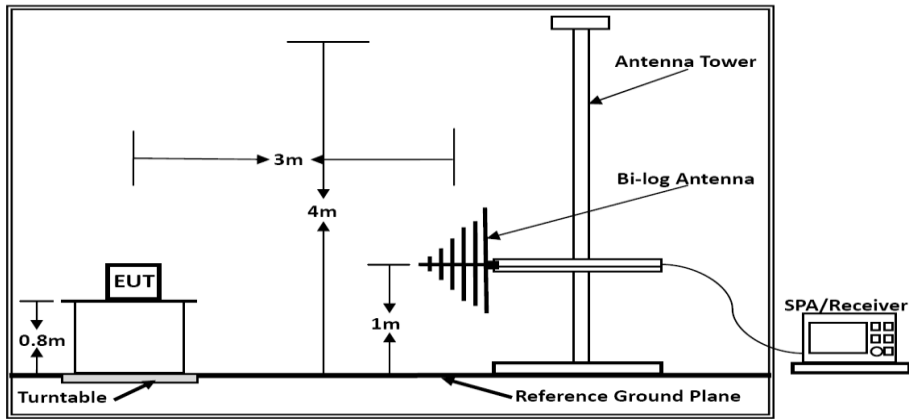 Antenna Tower
3m
Bi-log Antenna
4m
EUT
SPA/Receiver
0.8m
1m
Turntable
Reference Ground Plane